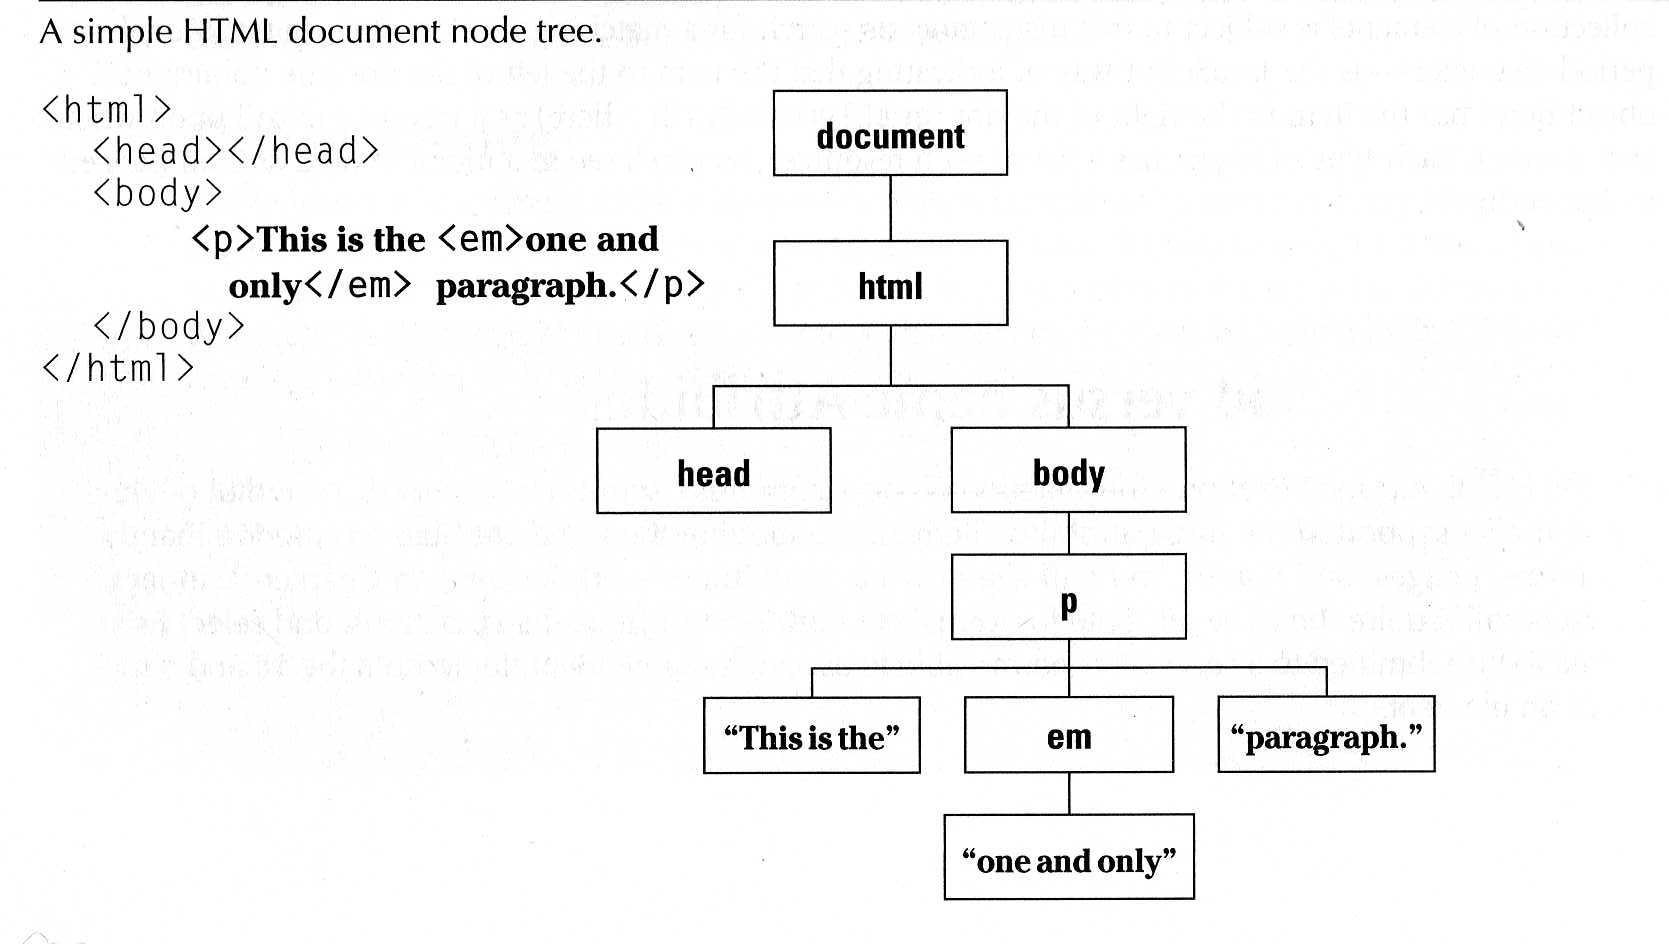 A simple HTML document node tree.
<html>
<head></head>
<body>
<p>This is the <em>one and
only</em> paragraph.</p>
</body>
</html>
document
html
head
body
p
“This is the”
em
“paragraph.”
“one and only”